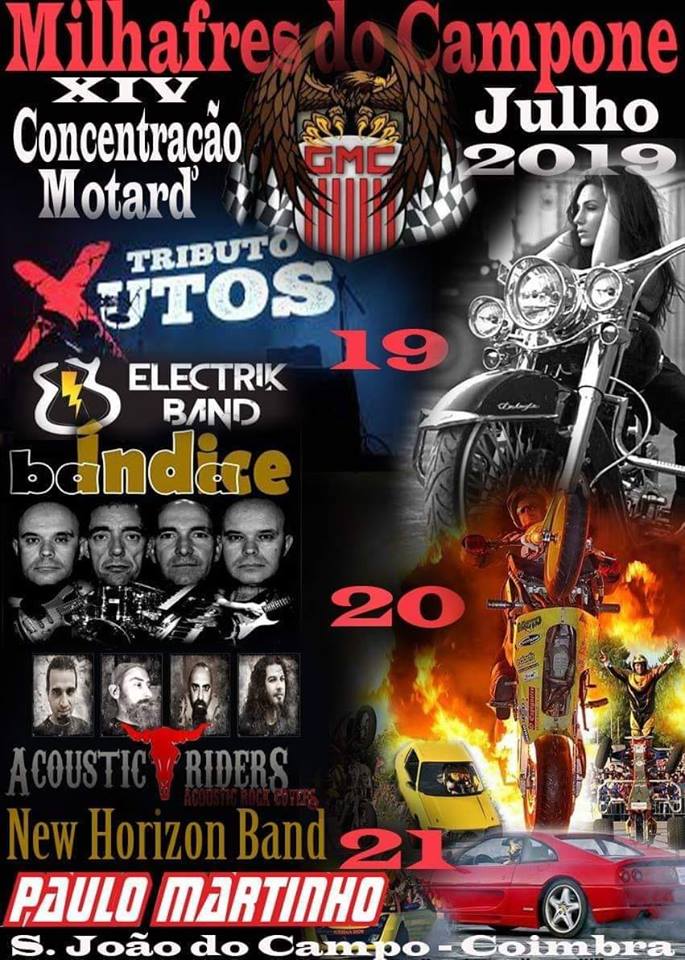 Milhafres do Campone
XIV
Concentração
Motard
Julho
2019
GMC
TRIBUTO
XUTOS
19
ELECTRIK
BAND
bandandice
20
ACOUSTIC RIDERS
ACOUSTIC ROCK COVERS
New Horizon Band
21
PAULO MARTINHO
S. João do Campo - Coimbra